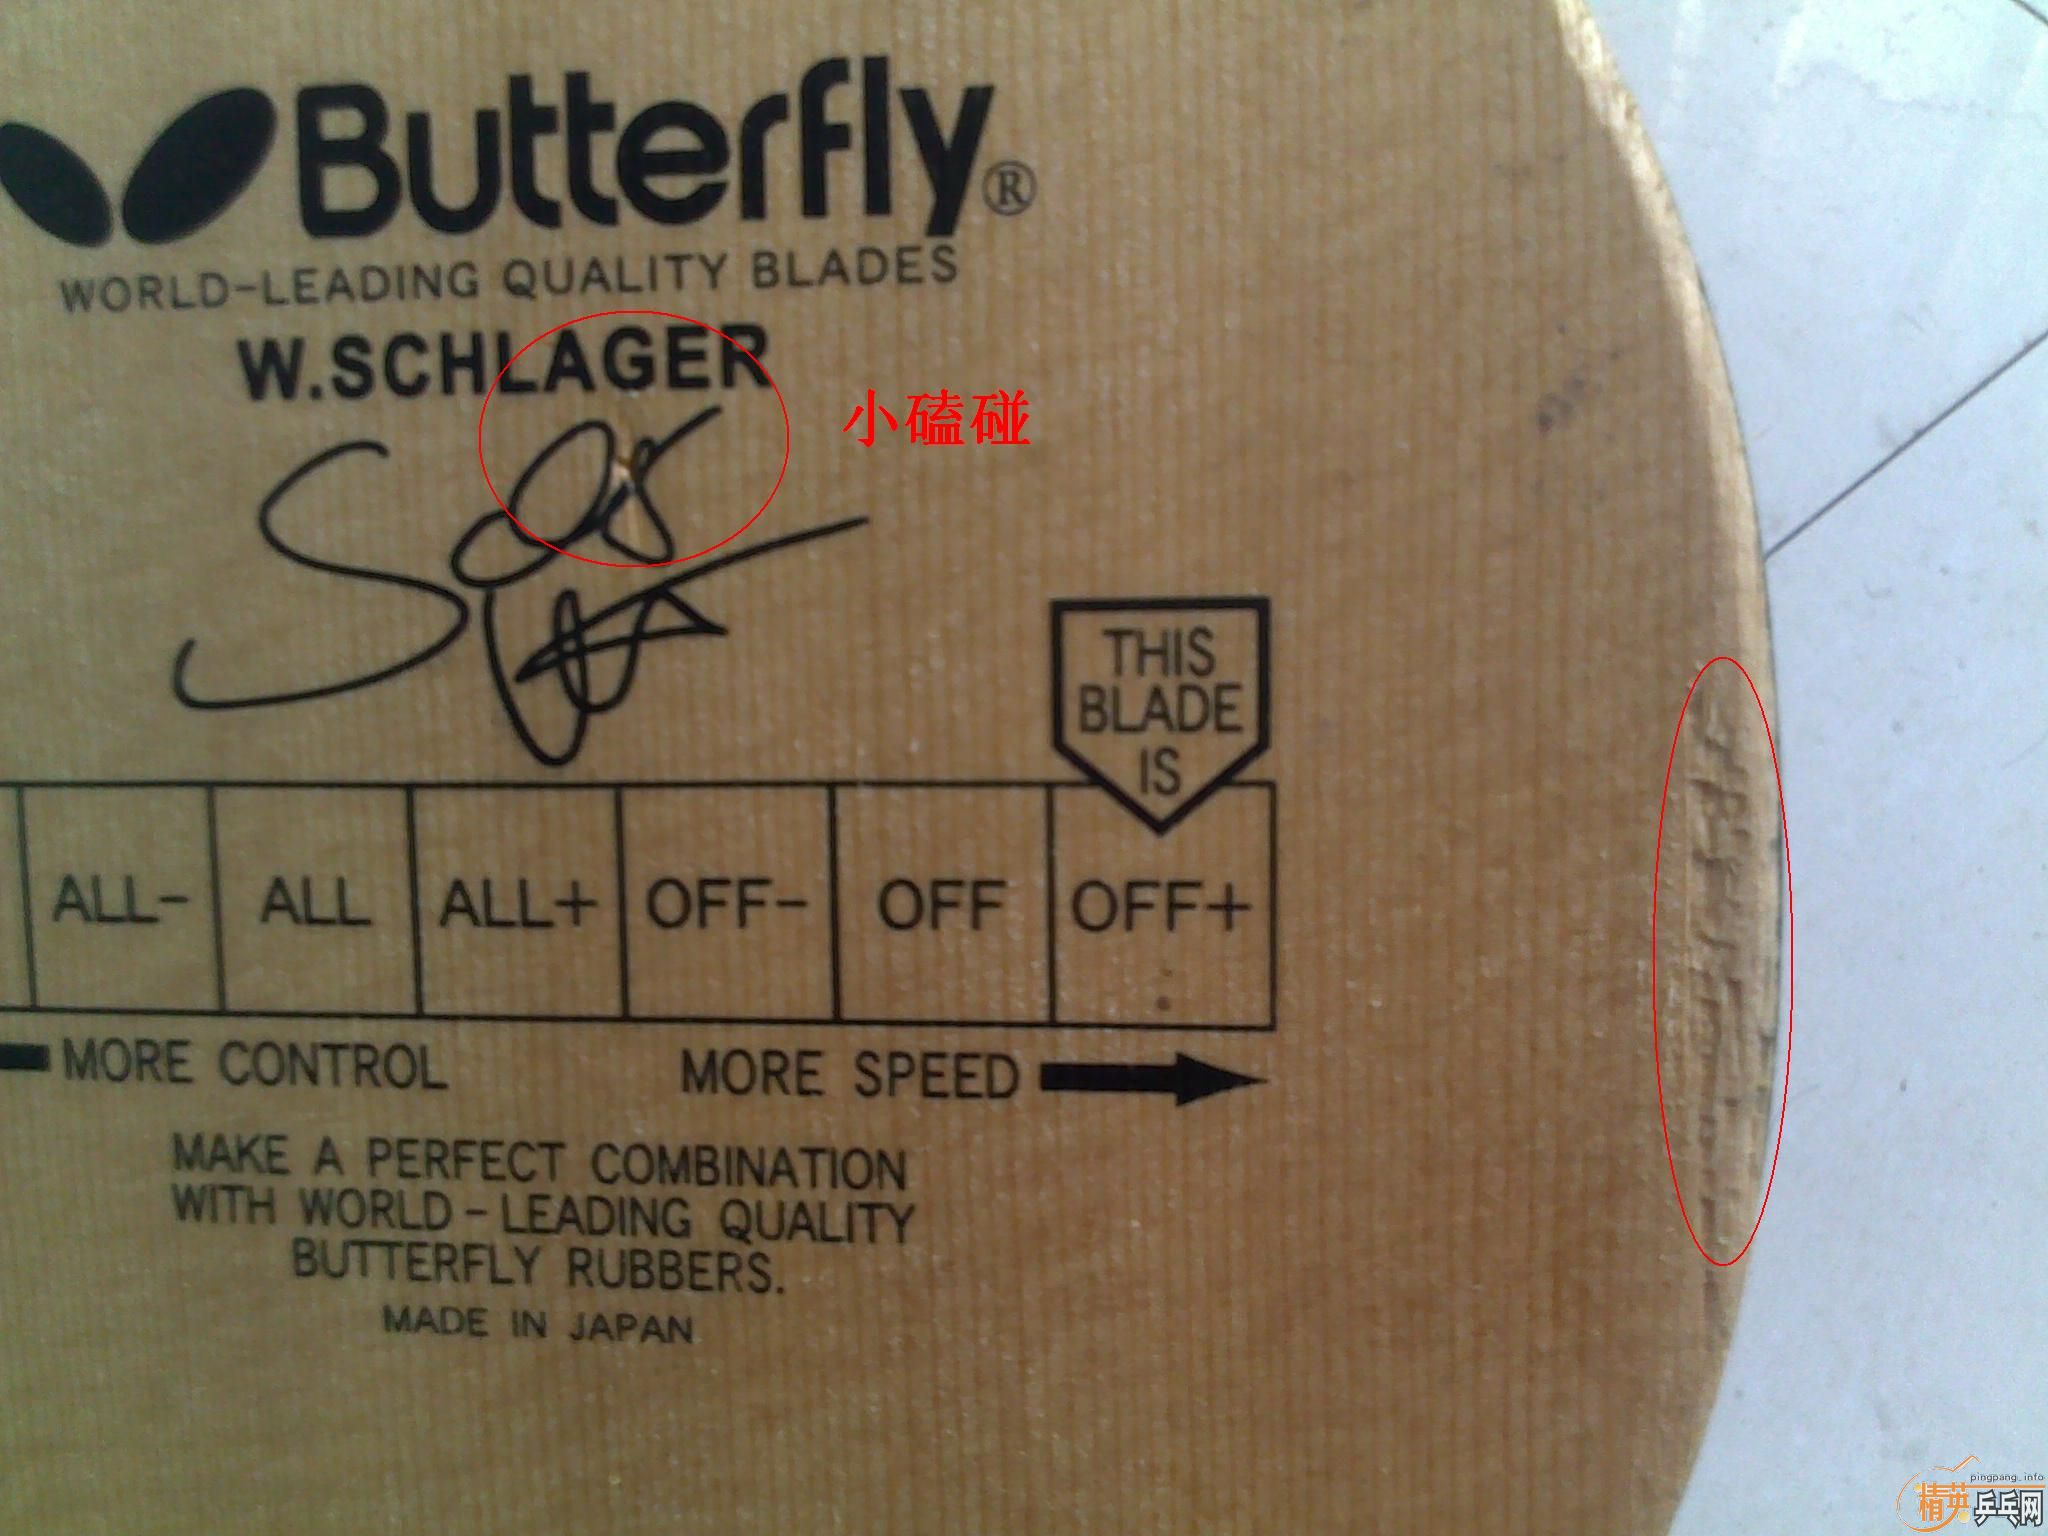 Butterfly®
WORLD-LEADING QUALITY BLADES
W.SCHLAGER
小磕碰
THIS
BLADE
IS
ALL- ALL ALL+ OFF- OFF OFF+
MORE CONTROL MORE SPEED
MAKE A PERFECT COMBINATION
WITH WORLD-LEADING QUALITY
BUTTERFLY RUBBERS.
MADE IN JAPAN
pingpang.info
精英乒乓网